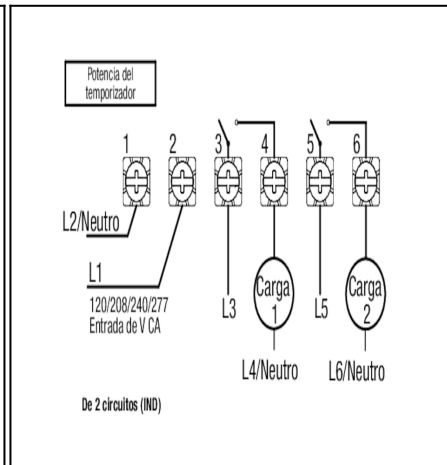 Potencia del
temporizador
1 2 3 4 5 6
L2/Neutro
L1
120/208/240/277
Entrada de V CA
L3
Carga
1
L5
Carga
2
L4/Neutro
L6/Neutro
De 2 circuitos (IND)